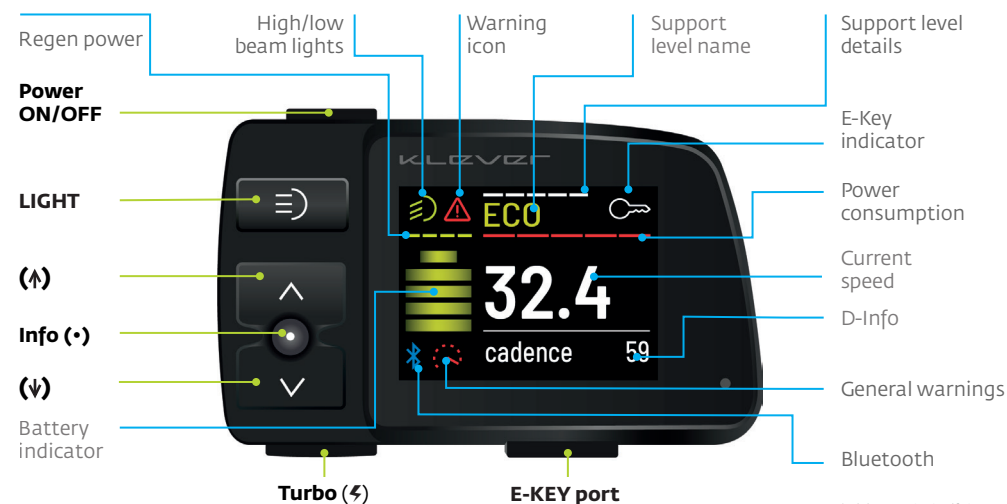 Regen power
High/low
beam lights
Warning
icon
Support
level name
Support level
details
Power
ON/OFF
E-Key
indicator
KLEVER
LIGHT
ECO
Power
consumption
(↑)
32.4
Current
speed
Info (•)
cadence 59
D-Info
(↓)
General warnings
Battery
indicator
Bluetooth
Turbo (⚡)
E-KEY port